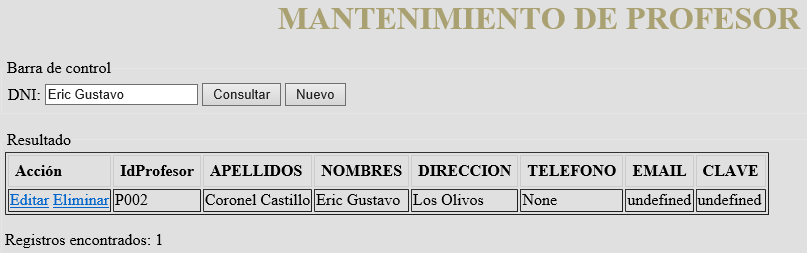 MANTENIMIENTO DE PROFESOR
Barra de control
DNI: Eric Gustavo Consultar Nuevo
Resultado
Acción IdProfesor APELLIDOS NOMBRES DIRECCION TELEFONO EMAIL CLAVE
Editar Eliminar P002 Coronel Castillo Eric Gustavo Los Olivos None undefined undefined
Registros encontrados: 1